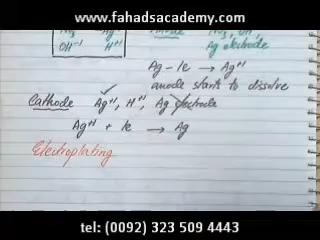 www.fahadsacademy.com
OH⁻¹ H⁺¹
Ag electrode
Ag - 1e → Ag⁺¹
anode starts to dissolve
Cathode Ag⁺¹, H⁺¹, Ag electrode
Ag⁺¹ + 1e → Ag
Electroplating
tel: (0092) 323 509 4443